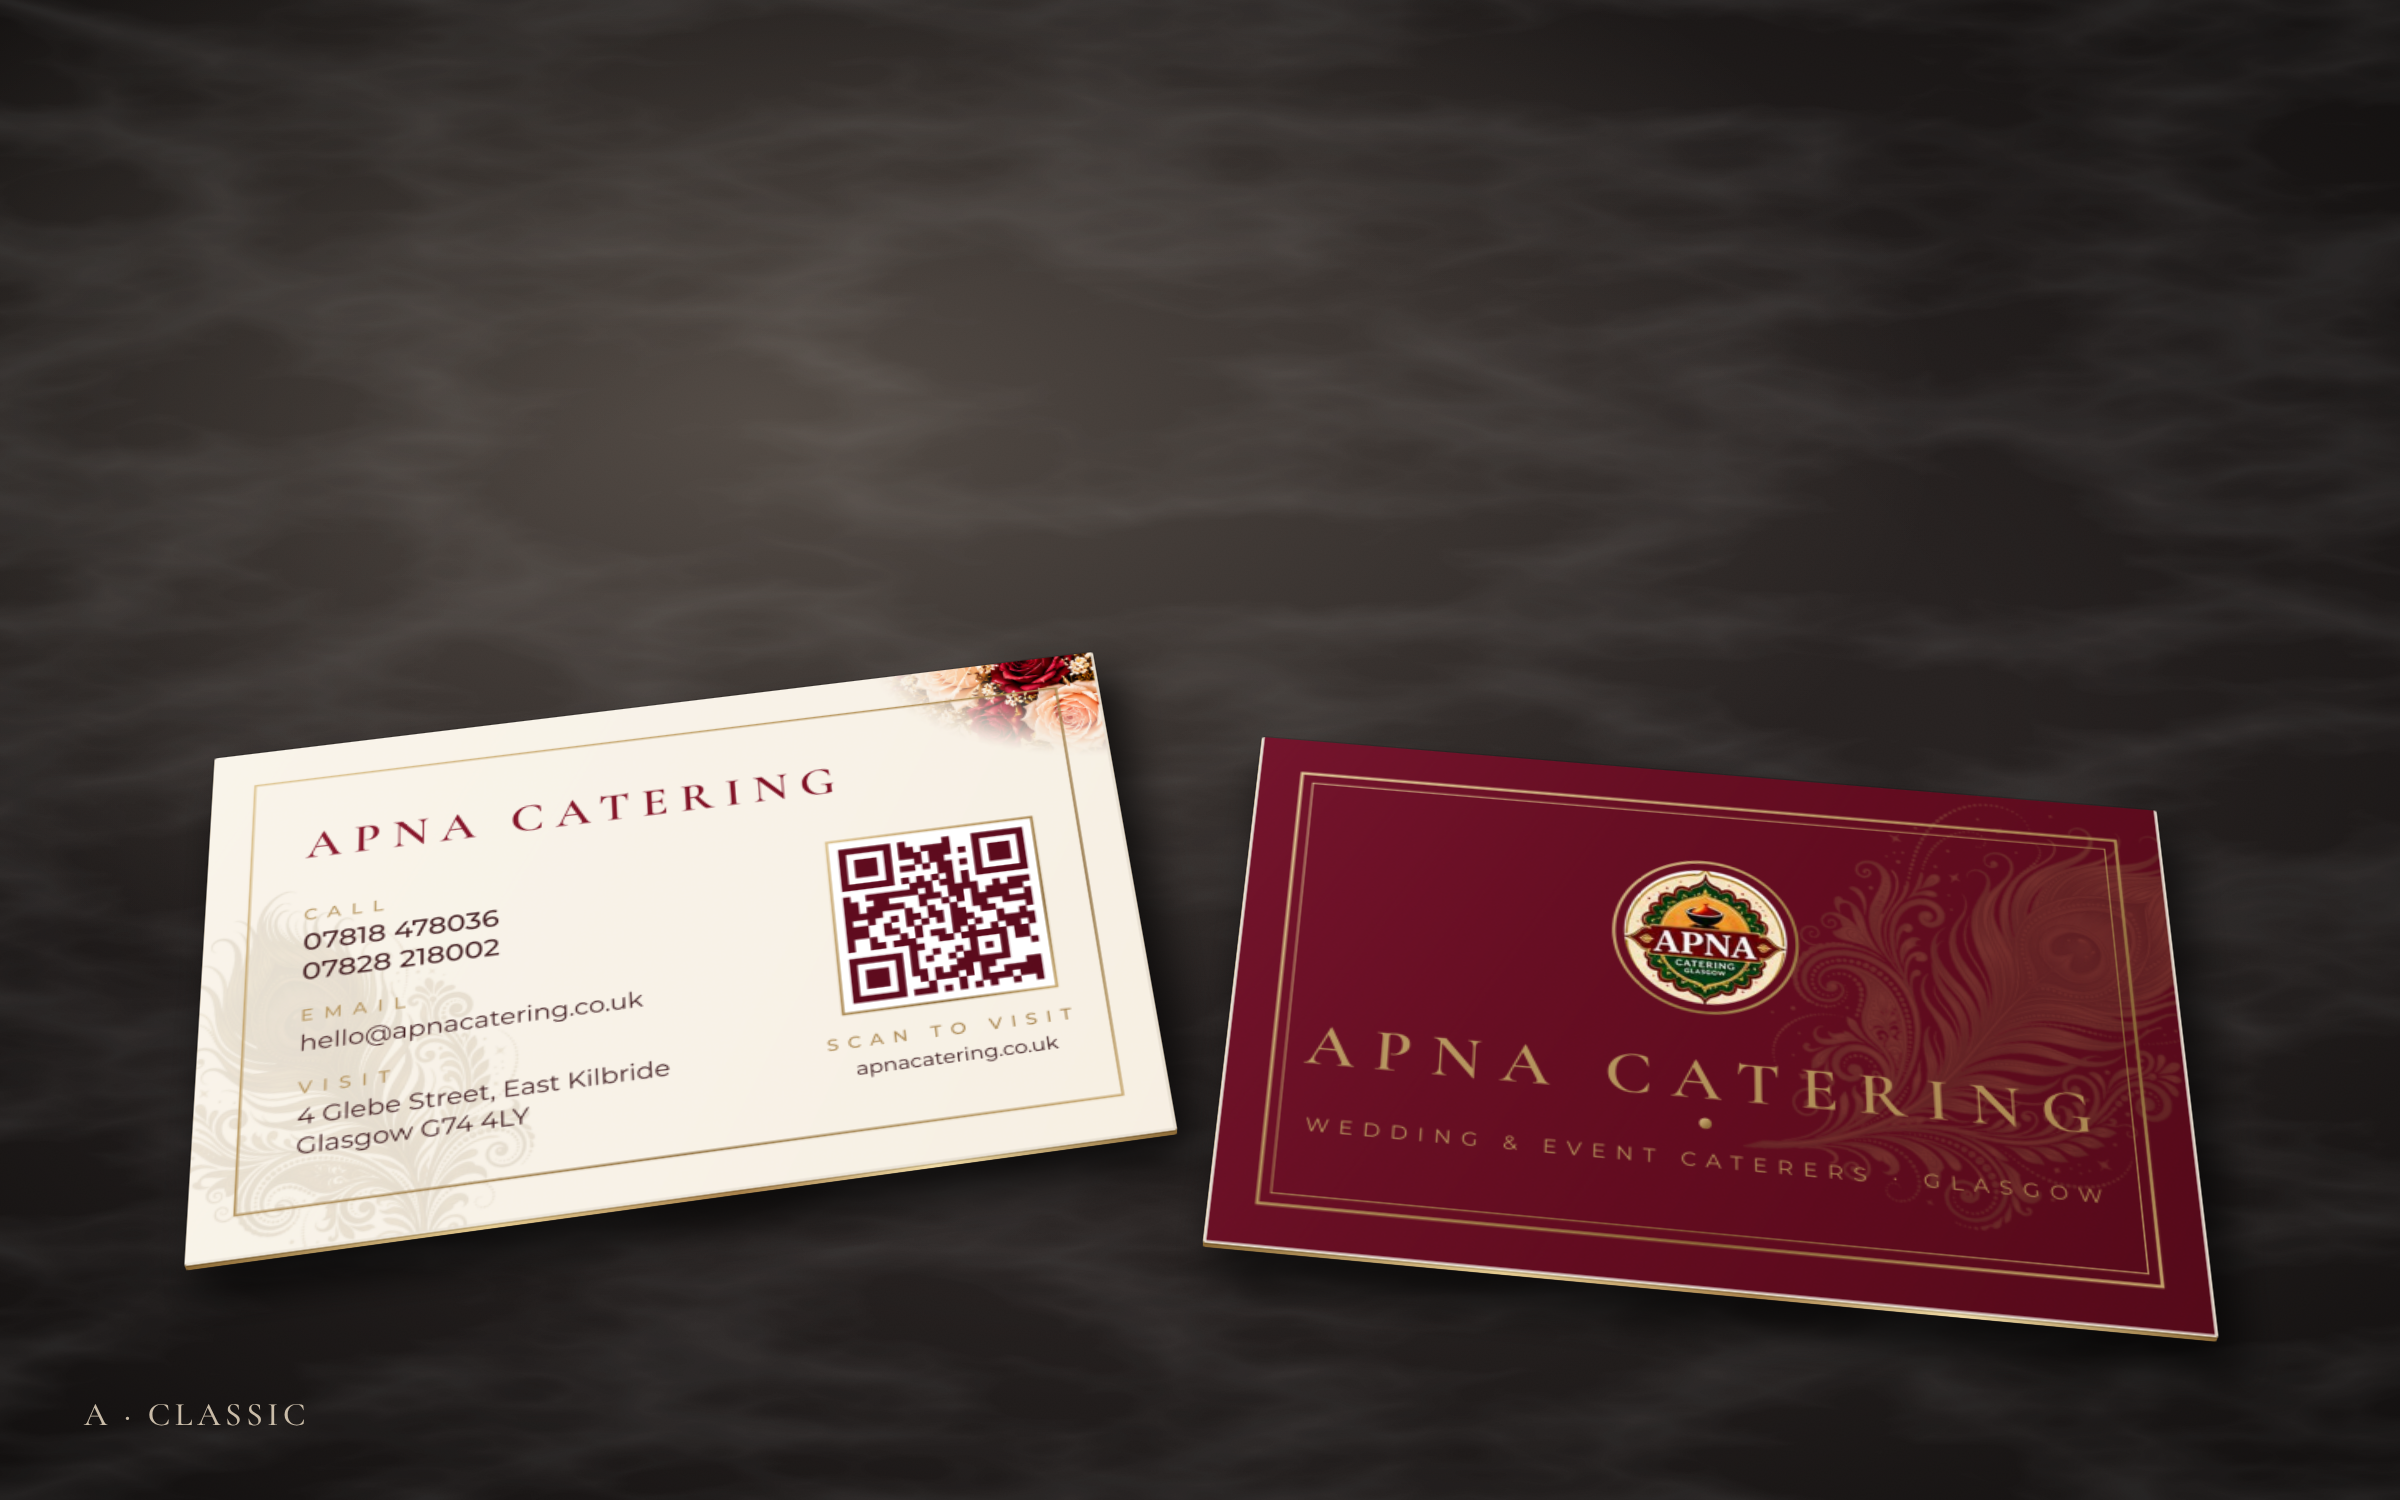 APNA CATERING
CALL
07818 478036
07828 218002
EMAIL
hello@apnacatering.co.uk
VISIT
4 Glebe Street, East Kilbride
Glasgow G74 4LY
SCAN TO VISIT
apnacatering.co.uk
APNA
CATERING
GLASGOW
APNA CATERING
WEDDING & EVENT CATERERS · GLASGOW
A · CLASSIC